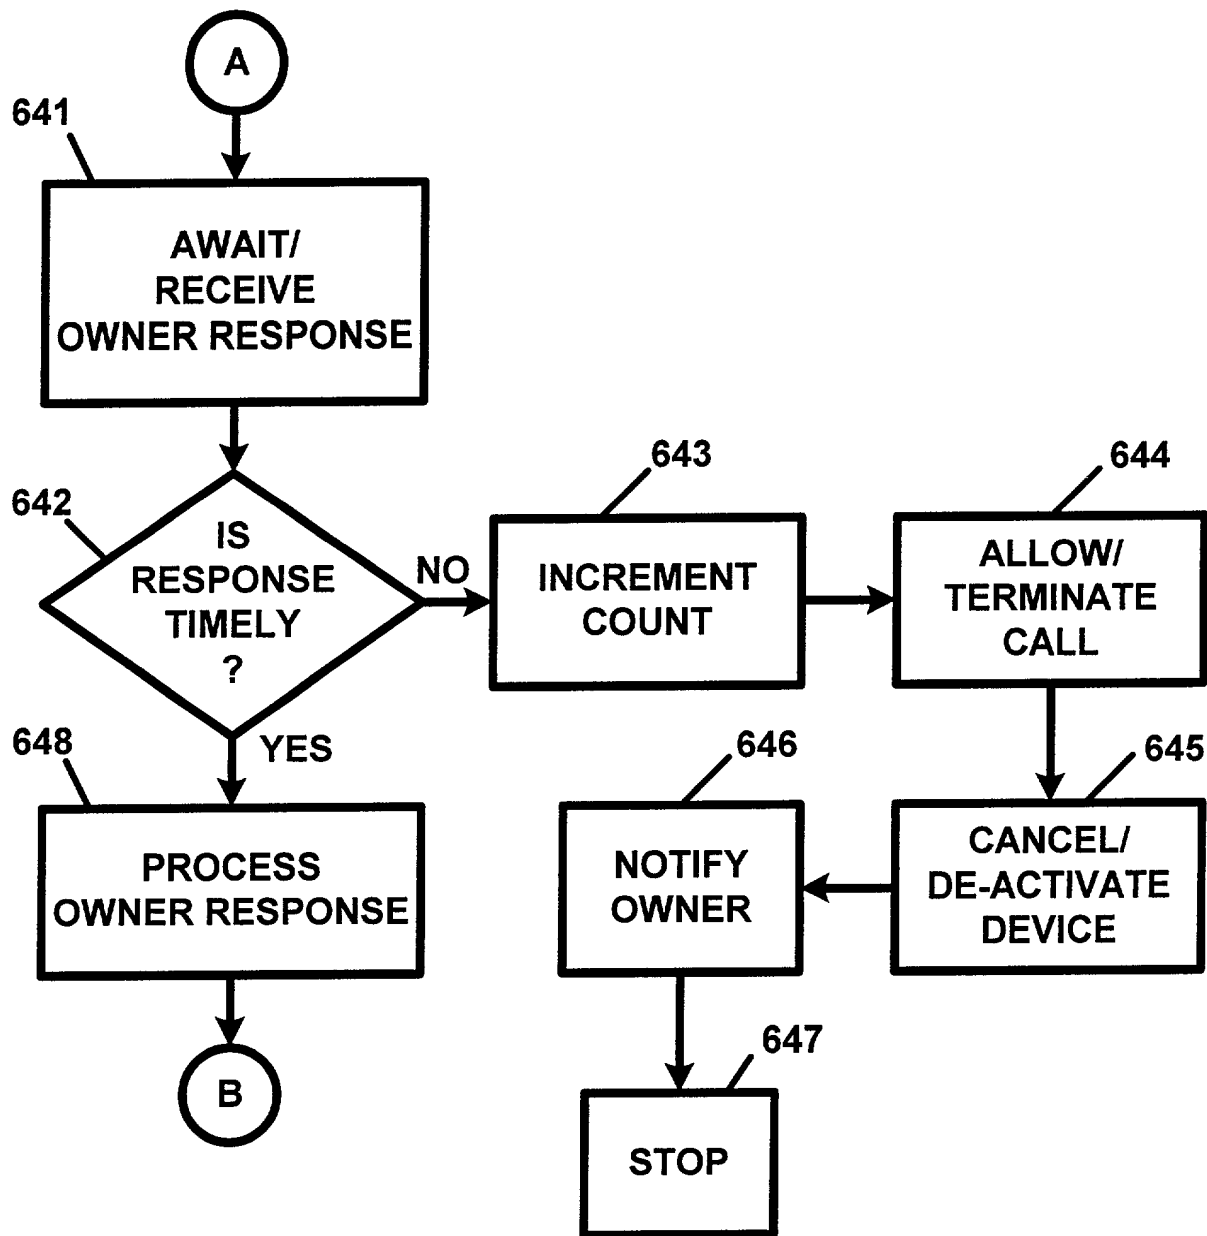 A
641
AWAIT/
RECEIVE
OWNER RESPONSE
642
IS
RESPONSE
TIMELY
?
NO
643
INCREMENT
COUNT
644
ALLOW/
TERMINATE
CALL
YES
648
PROCESS
OWNER RESPONSE
646
NOTIFY
OWNER
645
CANCEL/
DE-ACTIVATE
DEVICE
B
647
STOP